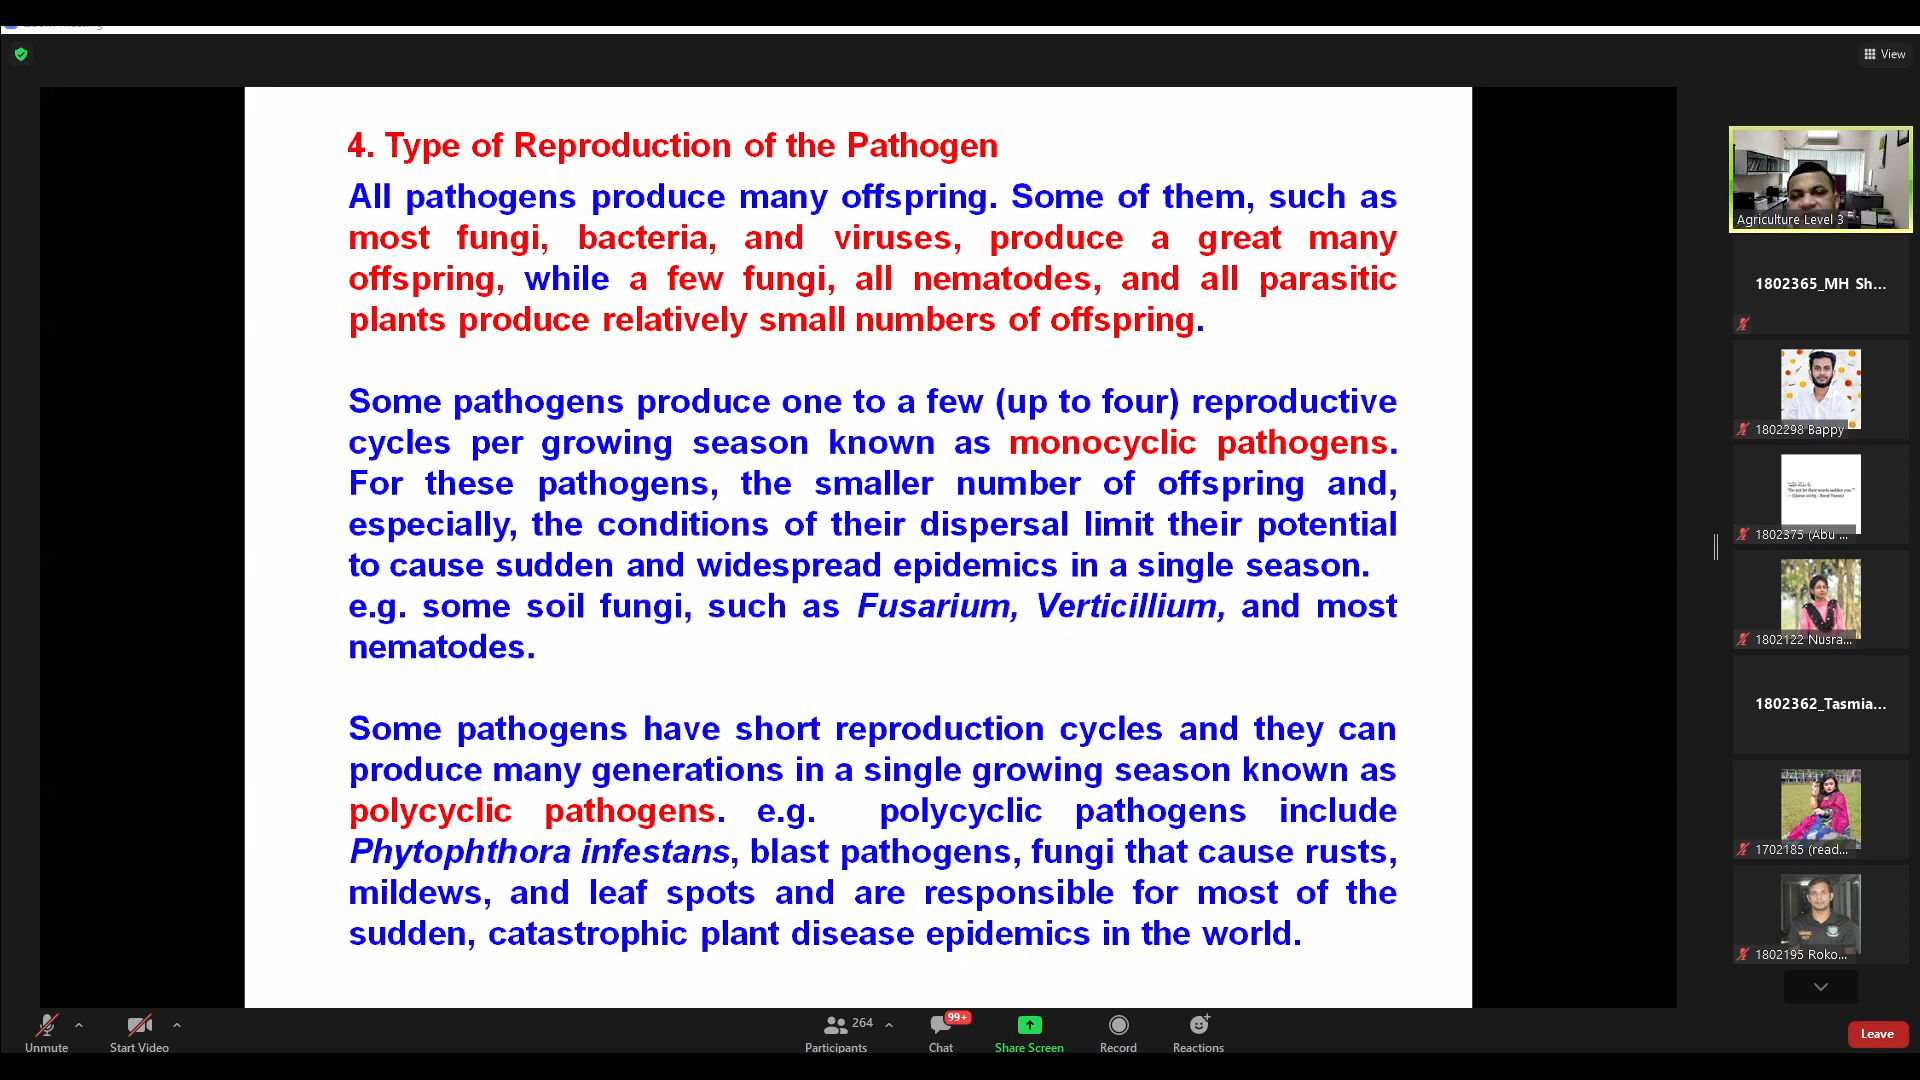 View
4. Type of Reproduction of the Pathogen
All pathogens produce many offspring. Some of them, such as
most fungi, bacteria, and viruses, produce a great many
offspring, while a few fungi, all nematodes, and all parasitic
plants produce relatively small numbers of offspring.
Some pathogens produce one to a few (up to four) reproductive
cycles per growing season known as monocyclic pathogens.
For these pathogens, the smaller number of offspring and,
especially, the conditions of their dispersal limit their potential
to cause sudden and widespread epidemics in a single season.
e.g. some soil fungi, such as Fusarium, Verticillium, and most
nematodes.
Some pathogens have short reproduction cycles and they can
produce many generations in a single growing season known as
polycyclic pathogens. e.g. polycyclic pathogens include
Phytophthora infestans, blast pathogens, fungi that cause rusts,
mildews, and leaf spots and are responsible for most of the
sudden, catastrophic plant disease epidemics in the world.
Agriculture Level 3
1802365_MH Sh...
1802298 Bappy
1802375 (Abu ...
1802122 Nusra...
1802362_Tasmia...
1702185 (read...
1802195 Roko...
Unmute
Start Video
264
Participants
99+
Chat
Share Screen
Record
Reactions
Leave